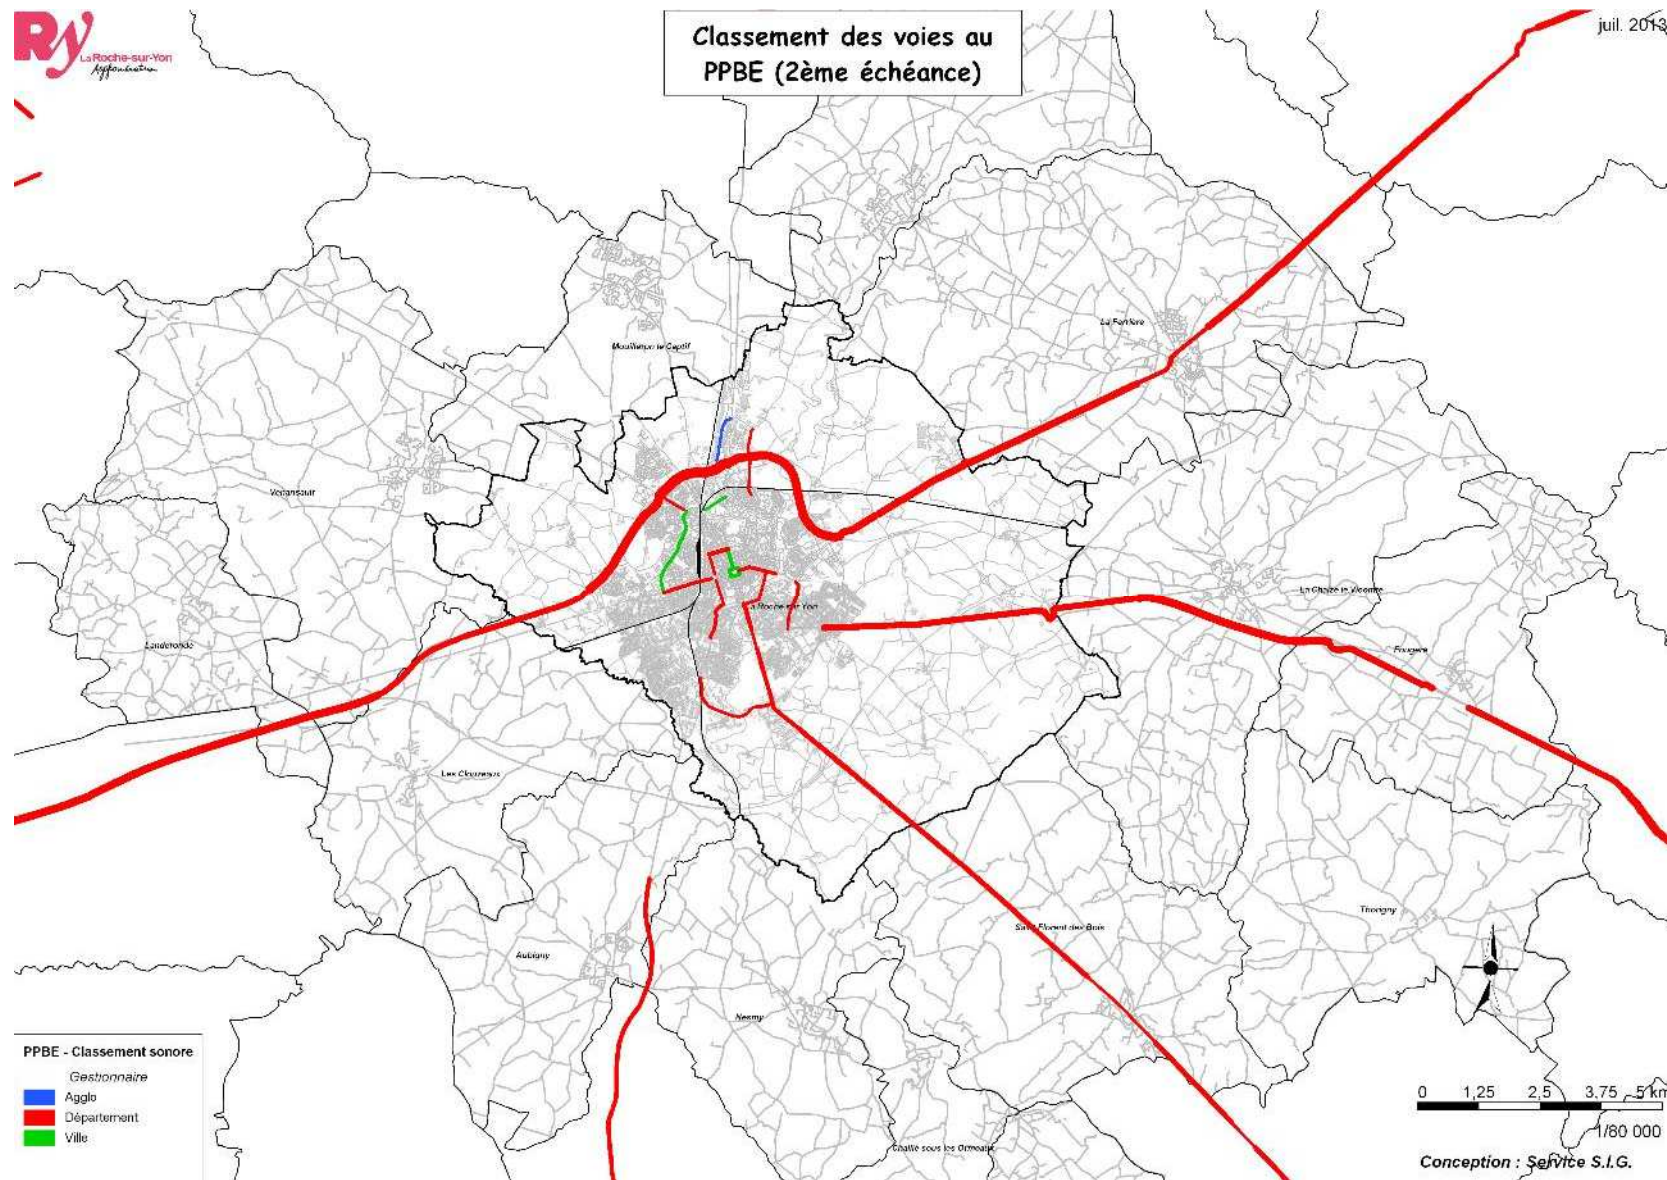 Ry
La Roche-sur-Yon
Agglomération
Classement des voies au
PPBE (2ème échéance)
juil. 2013
La Ferrière
Mouilleron le Captif
Venansault
La Chaize le Vicomte
La Roche sur Yon
Landeronde
Fougeré
Les Clouzeaux
Thorigny
Saint Florent des Bois
Aubigny
Nesmy
Chaillé sous les Ormeaux
PPBE - Classement sonore
Gestionnaire
Agglo
Département
Ville
0 1,25 2,5 3,75 5 km
1/80 000
Conception : Service S.I.G.